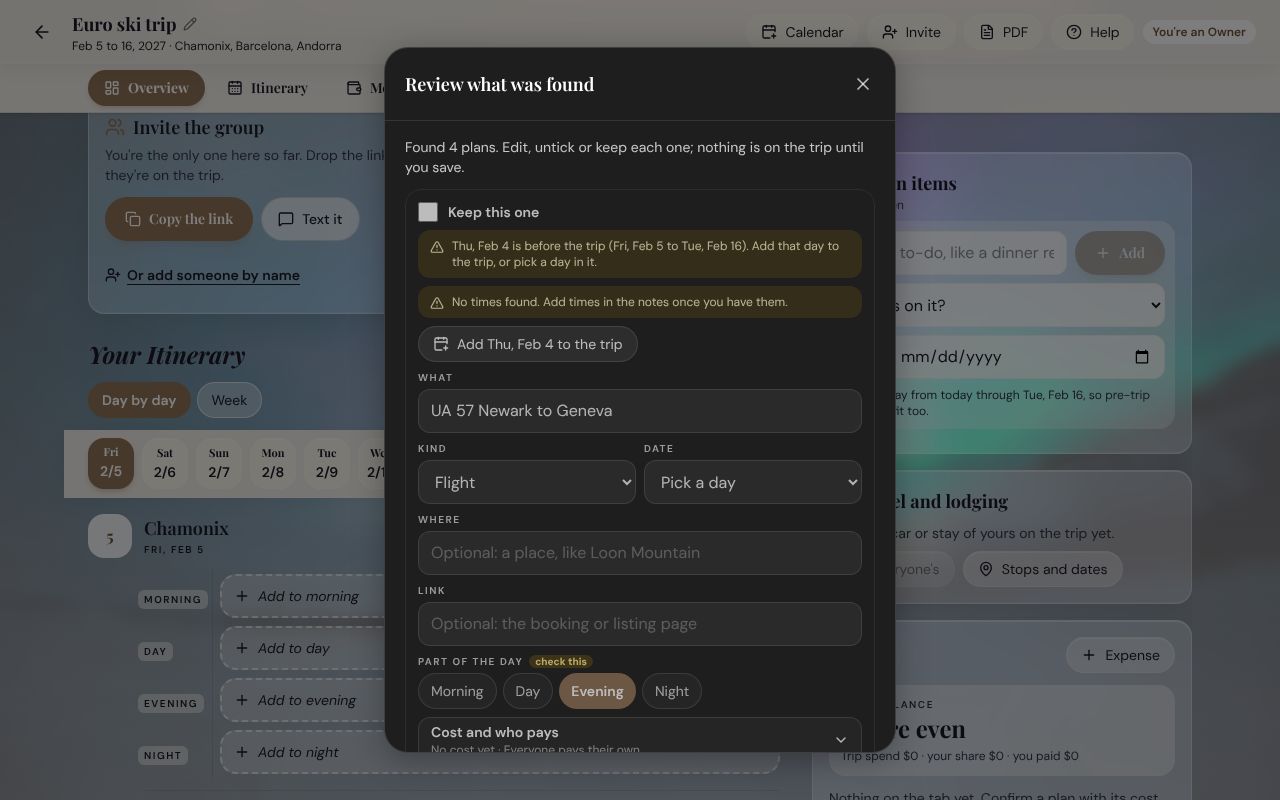 Euro ski trip
Feb 5 to 16, 2027 · Chamonix, Barcelona, Andorra
Calendar
Invite
PDF
Help
You're an Owner
Overview
Itinerary
Invite the group
You're the only one here so far. Drop the lin
they're on the trip.
Copy the link
Text it
Or add someone by name
Your Itinerary
Day by day
Week
Fri
2/5
Sat
2/6
Sun
2/7
Mon
2/8
Tue
2/9
5
Chamonix
FRI, FEB 5
MORNING
Add to morning
DAY
Add to day
EVENING
Add to evening
NIGHT
Add to night
Review what was found
Found 4 plans. Edit, untick or keep each one; nothing is on the trip until
you save.
Keep this one
Thu, Feb 4 is before the trip (Fri, Feb 5 to Tue, Feb 16). Add that day to
the trip, or pick a day in it.
No times found. Add times in the notes once you have them.
Add Thu, Feb 4 to the trip
WHAT
UA 57 Newark to Geneva
KIND
DATE
Flight
Pick a day
WHERE
Optional: a place, like Loon Mountain
LINK
Optional: the booking or listing page
PART OF THE DAY
check this
Morning
Day
Evening
Night
Cost and who pays
No cost yet · Everyone pays their own
n items
to-do, like a dinner re
Add
s on it?
mm/dd/yyyy
ay from today through Tue, Feb 16, so pre-trip
fit too.
el and lodging
car or stay of yours on the trip yet.
ryone's
Stops and dates
Expense
LANCE
re even
Trip spend $0 · your share $0 · you paid $0
Nothing on the tab yet. Confirm a plan with its cost